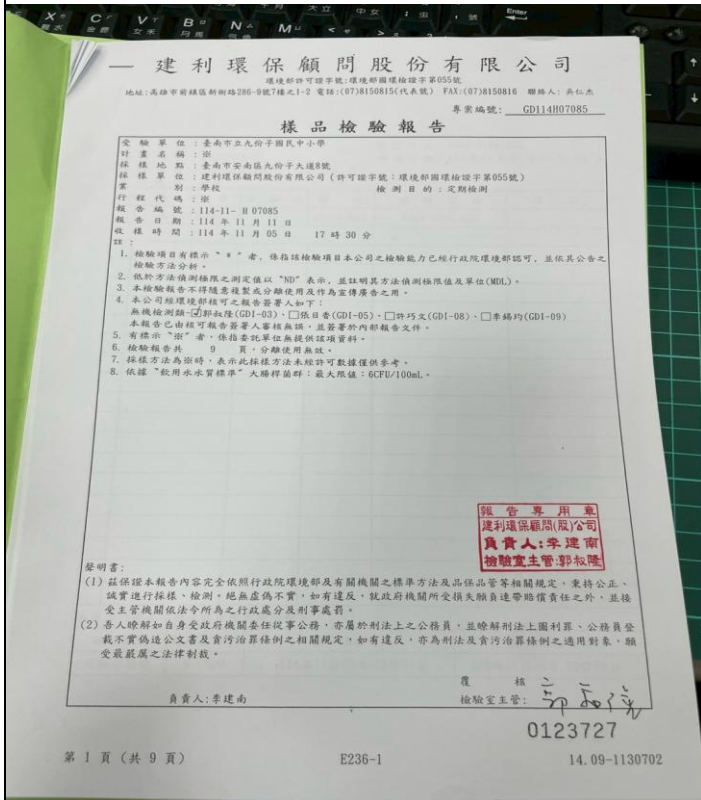 一 建利環保顧問股份有限公司
環境部許可證字號:環境部國環檢證字第055號
地址:高雄市前鎮區新衙路286-9號7樓之1-2 電話:(07)8150815(代表號) FAX:(07)8150816 聯絡人:吳仁杰
專案編號: GD114H07085
樣品檢驗報告
受驗單位:臺南市立九份子國民中小學
計畫名稱:※
採樣地點:臺南市安南區九份子大道8號
採樣單位:建利環保顧問股份有限公司(許可證字號:環境部國環檢證字第055號)
業別:學校 檢測目的:定期檢測
行程代碼:※
報告編號:114-11- H 07085
報告日期:114 年 11 月 11 日
收樣時間:114 年 11 月 05 日 17 時 30 分
註:
1. 檢驗項目有標示〝*〞者,係指該檢驗項目本公司之檢驗能力已經行政院環境部認可,並依其公告之
檢驗方法分析。
2. 低於方法偵測極限之測定值以〝ND〞表示,並註明其方法偵測極限值及單位(MDL)。
3. 本檢驗報告不得隨意複製或分離使用及作為宣傳廣告之用。
4. 本公司經環境部核可之報告簽署人如下:
無機檢測類-☑郭叔隆(GDI-03)、□張日香(GDI-05)、□許巧文(GDI-08)、□李錫玓(GDI-09)
本報告已由核可報告簽署人審核無誤,並簽署於內部報告文件。
5. 有標示〝※〞者,係指委託單位無提供該項資料。
6. 檢驗報告共 9 頁,分離使用無效。
7. 採樣方法為※時,表示此採樣方法未經許可數據僅供參考。
8. 依據〝飲用水水質標準〞大腸桿菌群:最大限值:6CFU/100mL。
報告專用章
建利環保顧問(股)公司
負責人:李建南
檢驗室主管:郭叔隆
聲明書:
(1) 茲保證本報告內容完全依照行政院環境部及有關機關之標準方法及品保品管等相關規定,秉持公正、
誠實進行採樣、檢測。絕無虛偽不實,如有違反,就政府機關所受損失願負連帶賠償責任之外,並接
受主管機關依法令所為之行政處分及刑事處罰。
(2) 吾人瞭解如自身受政府機關委任從事公務,亦屬於刑法上之公務員,並瞭解刑法上圖利罪、公務員登
載不實偽造公文書及貪污治罪條例之相關規定,如有違反,亦為刑法及貪污治罪條例之適用對象,願
受最嚴厲之法律制裁。
覆核
負責人:李建南 檢驗室主管:
0123727
第 1 頁(共 9 頁) E236-1 14.09-1130702